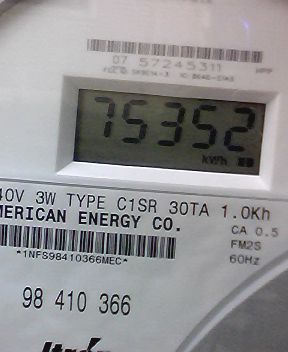 07 57245311
75352
kWh
40V 3W TYPE C1SR 30TA 1.0Kh
MERICAN ENERGY CO.
CA 0.5
FM2S
*1NFS98410366MEC*
60Hz
98 410 366
Itron